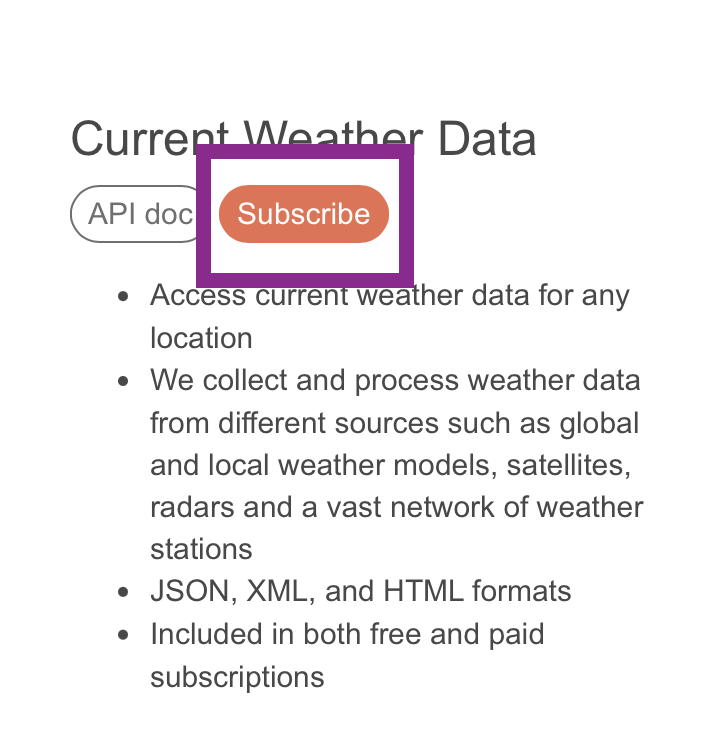 Current Weather Data
API doc
Subscribe
Access current weather data for any
location
We collect and process weather data
from different sources such as global
and local weather models, satellites,
radars and a vast network of weather
stations
JSON, XML, and HTML formats
Included in both free and paid
subscriptions